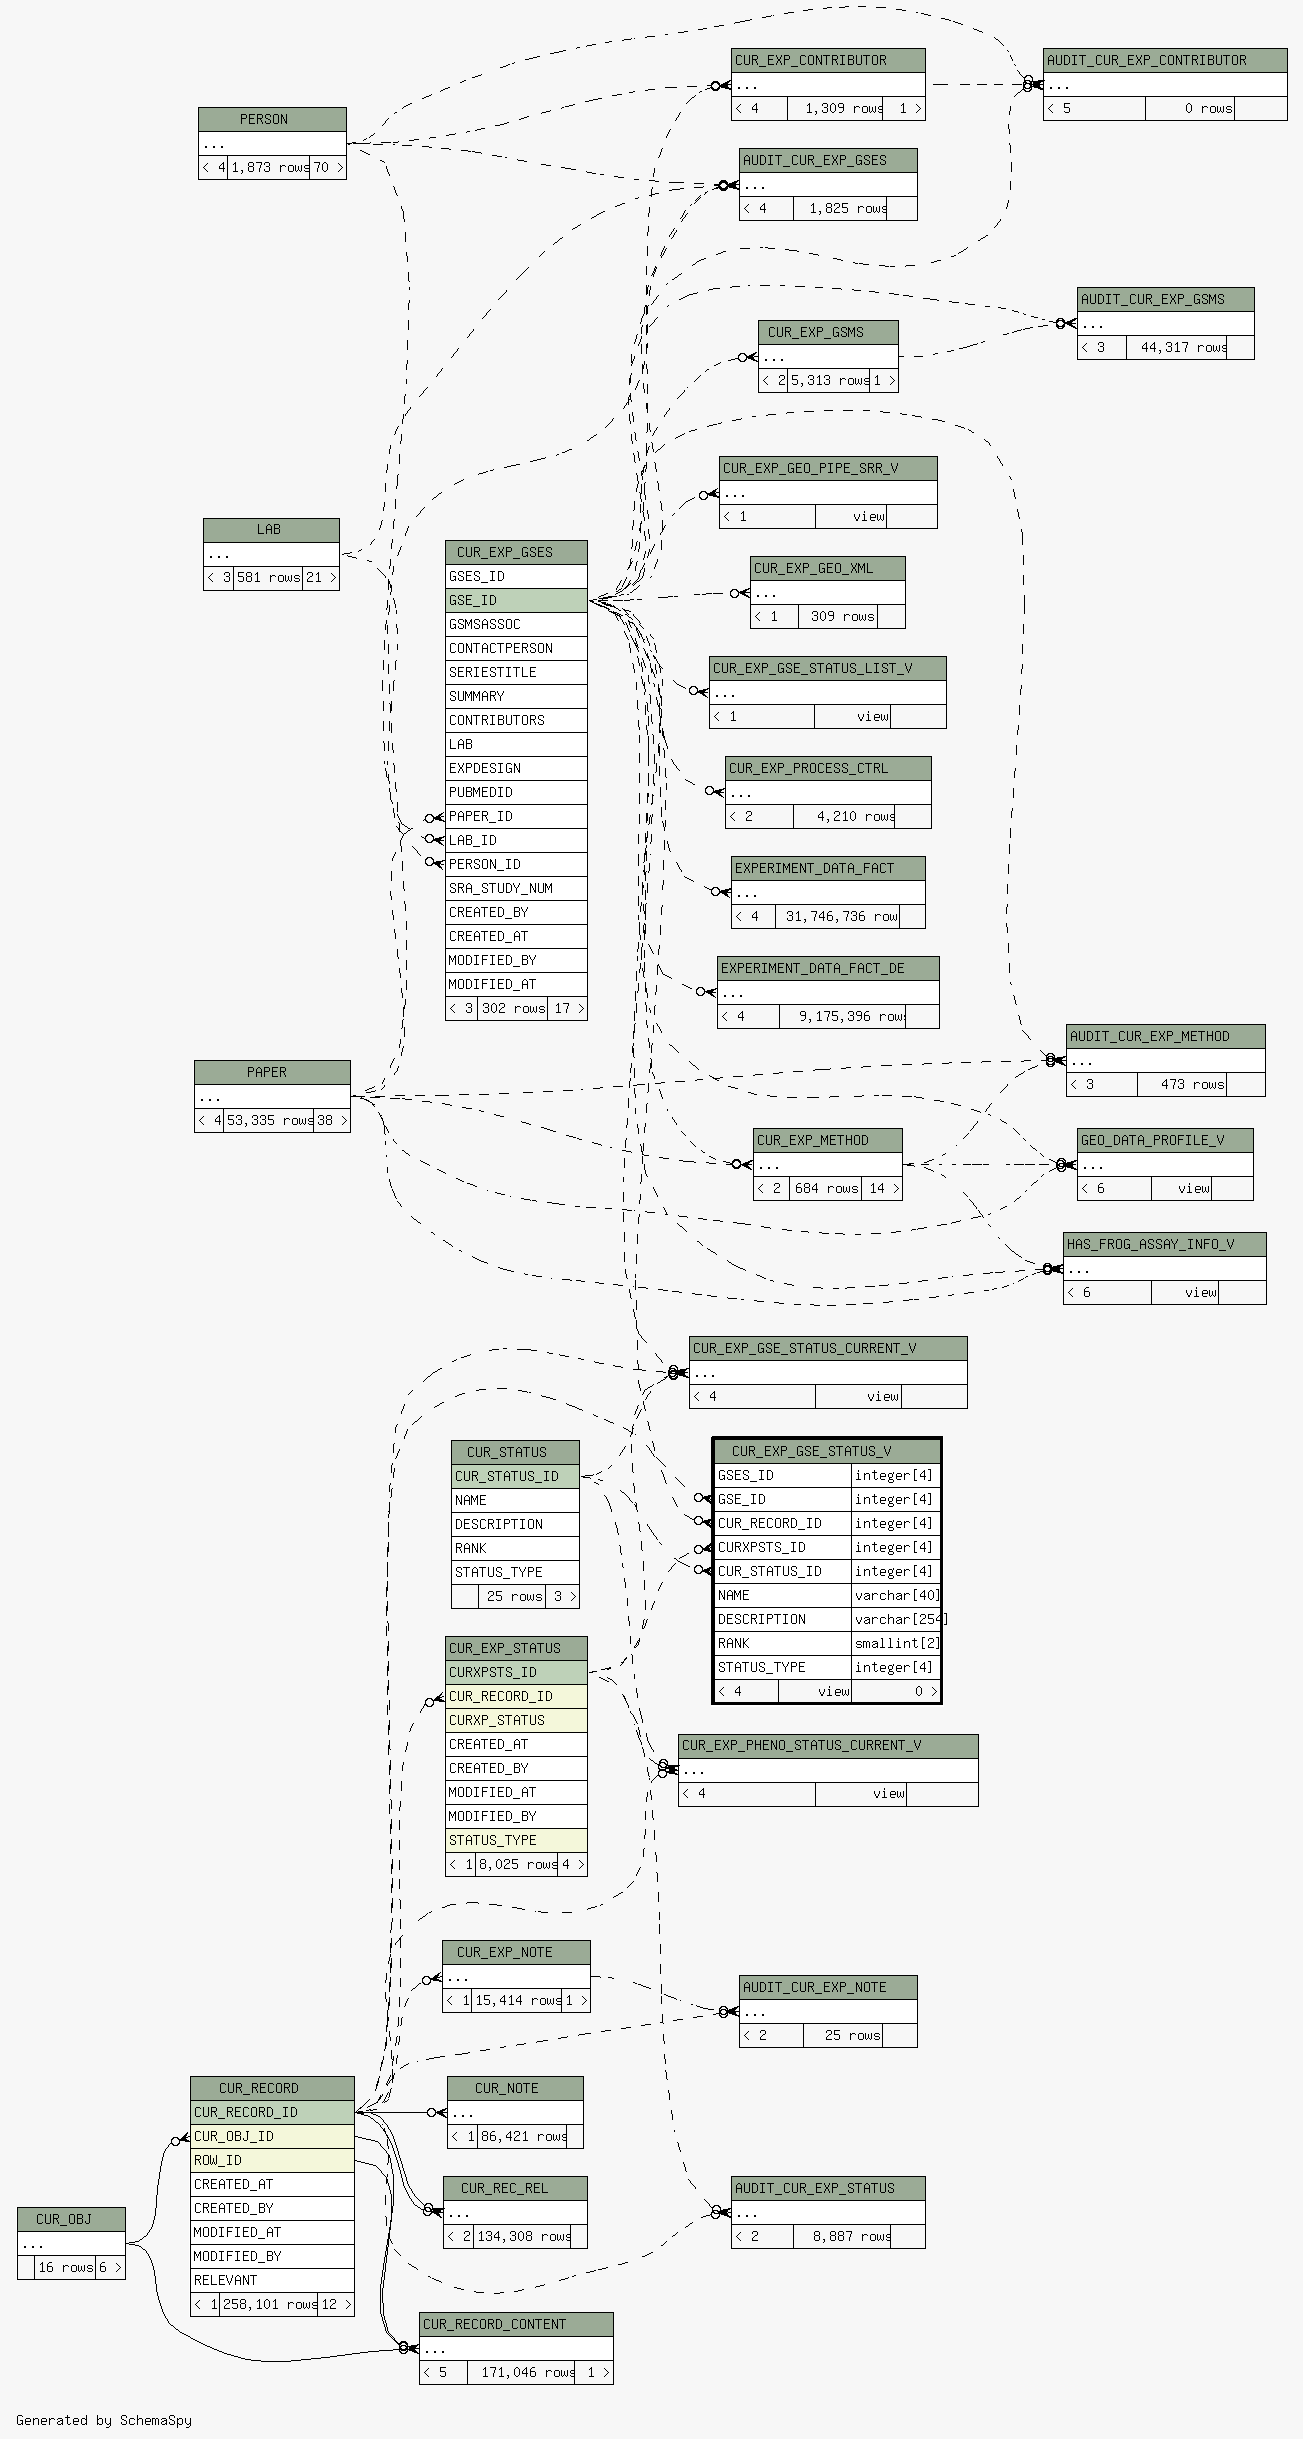 CUR_EXP_CONTRIBUTOR
...
< 4 1,309 rows 1 >
AUDIT_CUR_EXP_CONTRIBUTOR
...
< 5 0 rows
PERSON
...
< 4 1,873 rows 70 >
AUDIT_CUR_EXP_GSES
...
< 4 1,825 rows
AUDIT_CUR_EXP_GSMS
...
< 3 44,317 rows
CUR_EXP_GSMS
...
< 2 5,313 rows 1 >
CUR_EXP_GEO_PIPE_SRR_V
...
< 1 view
LAB
...
< 3 581 rows 21 >
CUR_EXP_GSES
GSES_ID
GSE_ID
GSMSASSOC
CONTACTPERSON
SERIESTITLE
SUMMARY
CONTRIBUTORS
LAB
EXPDESIGN
PUBMEDID
PAPER_ID
LAB_ID
PERSON_ID
SRA_STUDY_NUM
CREATED_BY
CREATED_AT
MODIFIED_BY
MODIFIED_AT
< 3 302 rows 17 >
CUR_EXP_GEO_XML
...
< 1 309 rows
CUR_EXP_GSE_STATUS_LIST_V
...
< 1 view
CUR_EXP_PROCESS_CTRL
...
< 2 4,210 rows
EXPERIMENT_DATA_FACT
...
< 4 31,746,736 row
EXPERIMENT_DATA_FACT_DE
...
< 4 9,175,396 rows
AUDIT_CUR_EXP_METHOD
...
< 3 473 rows
PAPER
...
< 4 53,335 rows 38 >
CUR_EXP_METHOD
...
< 2 684 rows 14 >
GEO_DATA_PROFILE_V
...
< 6 view
HAS_FROG_ASSAY_INFO_V
...
< 6 view
CUR_EXP_GSE_STATUS_CURRENT_V
...
< 4 view
CUR_STATUS
CUR_STATUS_ID
NAME
DESCRIPTION
RANK
STATUS_TYPE
25 rows 3 >
CUR_EXP_GSE_STATUS_V
GSES_ID integer[4]
GSE_ID integer[4]
CUR_RECORD_ID integer[4]
CURXPSTS_ID integer[4]
CUR_STATUS_ID integer[4]
NAME varchar[40]
DESCRIPTION varchar[254]
RANK smallint[2]
STATUS_TYPE integer[4]
< 4 view 0 >
CUR_EXP_STATUS
CURXPSTS_ID
CUR_RECORD_ID
CURXP_STATUS
CREATED_AT
CREATED_BY
MODIFIED_AT
MODIFIED_BY
STATUS_TYPE
< 1 8,025 rows 4 >
CUR_EXP_PHENO_STATUS_CURRENT_V
...
< 4 view
CUR_EXP_NOTE
...
< 1 15,414 rows 1 >
AUDIT_CUR_EXP_NOTE
...
< 2 25 rows
CUR_RECORD
CUR_RECORD_ID
CUR_OBJ_ID
ROW_ID
CREATED_AT
CREATED_BY
MODIFIED_AT
MODIFIED_BY
RELEVANT
< 1 258,101 rows 12 >
CUR_NOTE
...
< 1 86,421 rows
CUR_REC_REL
...
< 2 134,308 rows
AUDIT_CUR_EXP_STATUS
...
< 2 8,887 rows
CUR_OBJ
...
16 rows 6 >
CUR_RECORD_CONTENT
...
< 5 171,046 rows 1 >
Generated by SchemaSpy